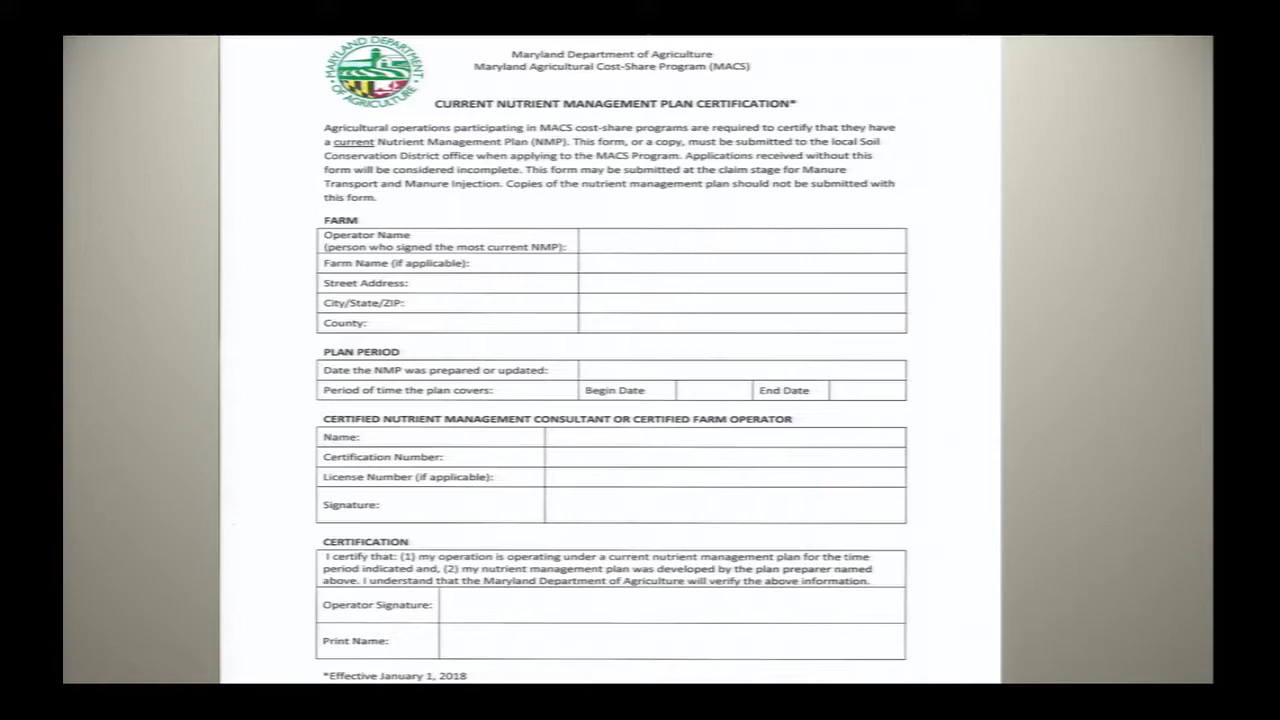 MARYLAND DEPARTMENT
OF AGRICULTURE
Maryland Department of Agriculture
Maryland Agricultural Cost-Share Program (MACS)
CURRENT NUTRIENT MANAGEMENT PLAN CERTIFICATION*
Agricultural operations participating in MACS cost-share programs are required to certify that they have
a current Nutrient Management Plan (NMP). This form, or a copy, must be submitted to the local Soil
Conservation District office when applying to the MACS Program. Applications received without this
form will be considered incomplete. This form may be submitted at the claim stage for Manure
Transport and Manure Injection. Copies of the nutrient management plan should not be submitted with
this form.
FARM
Operator Name
(person who signed the most current NMP):
Farm Name (if applicable):
Street Address:
City/State/ZIP:
County:
PLAN PERIOD
Date the NMP was prepared or updated:
Period of time the plan covers: Begin Date End Date
CERTIFIED NUTRIENT MANAGEMENT CONSULTANT OR CERTIFIED FARM OPERATOR
Name:
Certification Number:
License Number (if applicable):
Signature:
CERTIFICATION
I certify that: (1) my operation is operating under a current nutrient management plan for the time
period indicated and, (2) my nutrient management plan was developed by the plan preparer named
above. I understand that the Maryland Department of Agriculture will verify the above information.
Operator Signature:
Print Name:
*Effective January 1, 2018